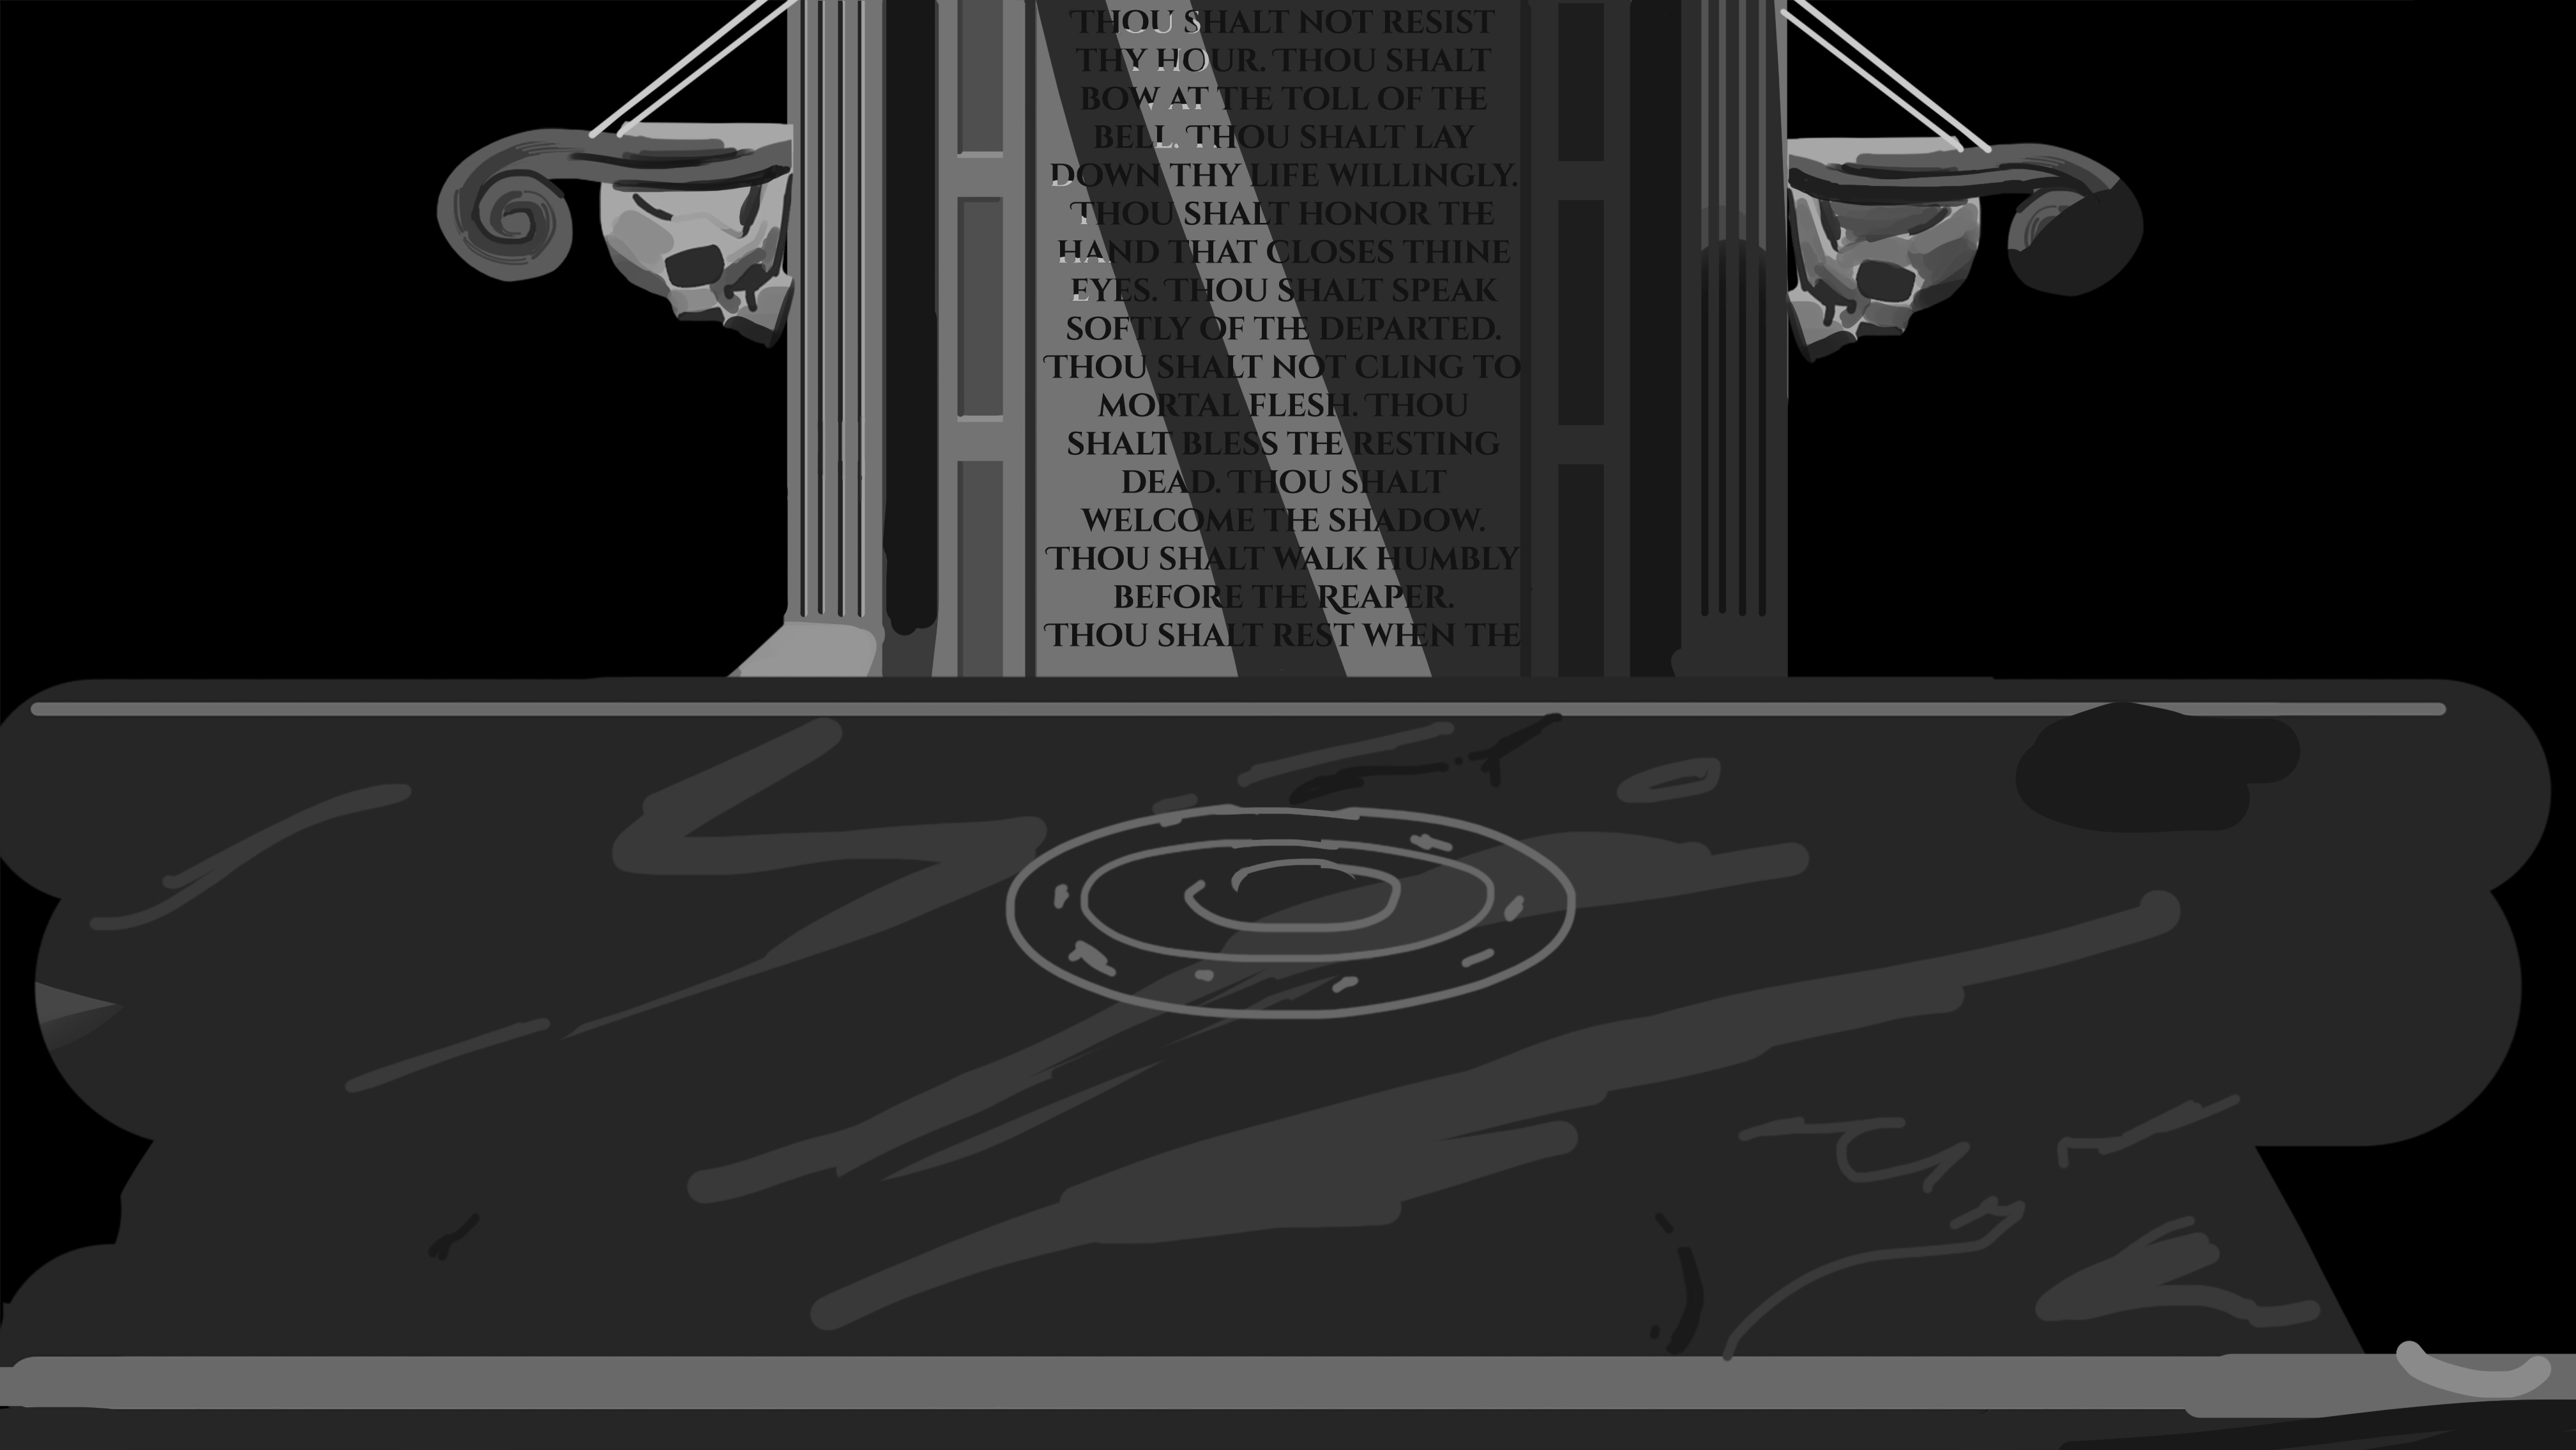 Thou shalt not resist
thy hour. Thou shalt
bow at the toll of the
bell. Thou shalt lay
down thy life willingly.
Thou shalt honor the
hand that closes thine
eyes. Thou shalt speak
softly of the departed.
Thou shalt not cling to
mortal flesh. Thou
shalt bless the resting
dead. Thou shalt
welcome the shadow.
Thou shalt walk humbly
before the Reaper.
Thou shalt rest when the